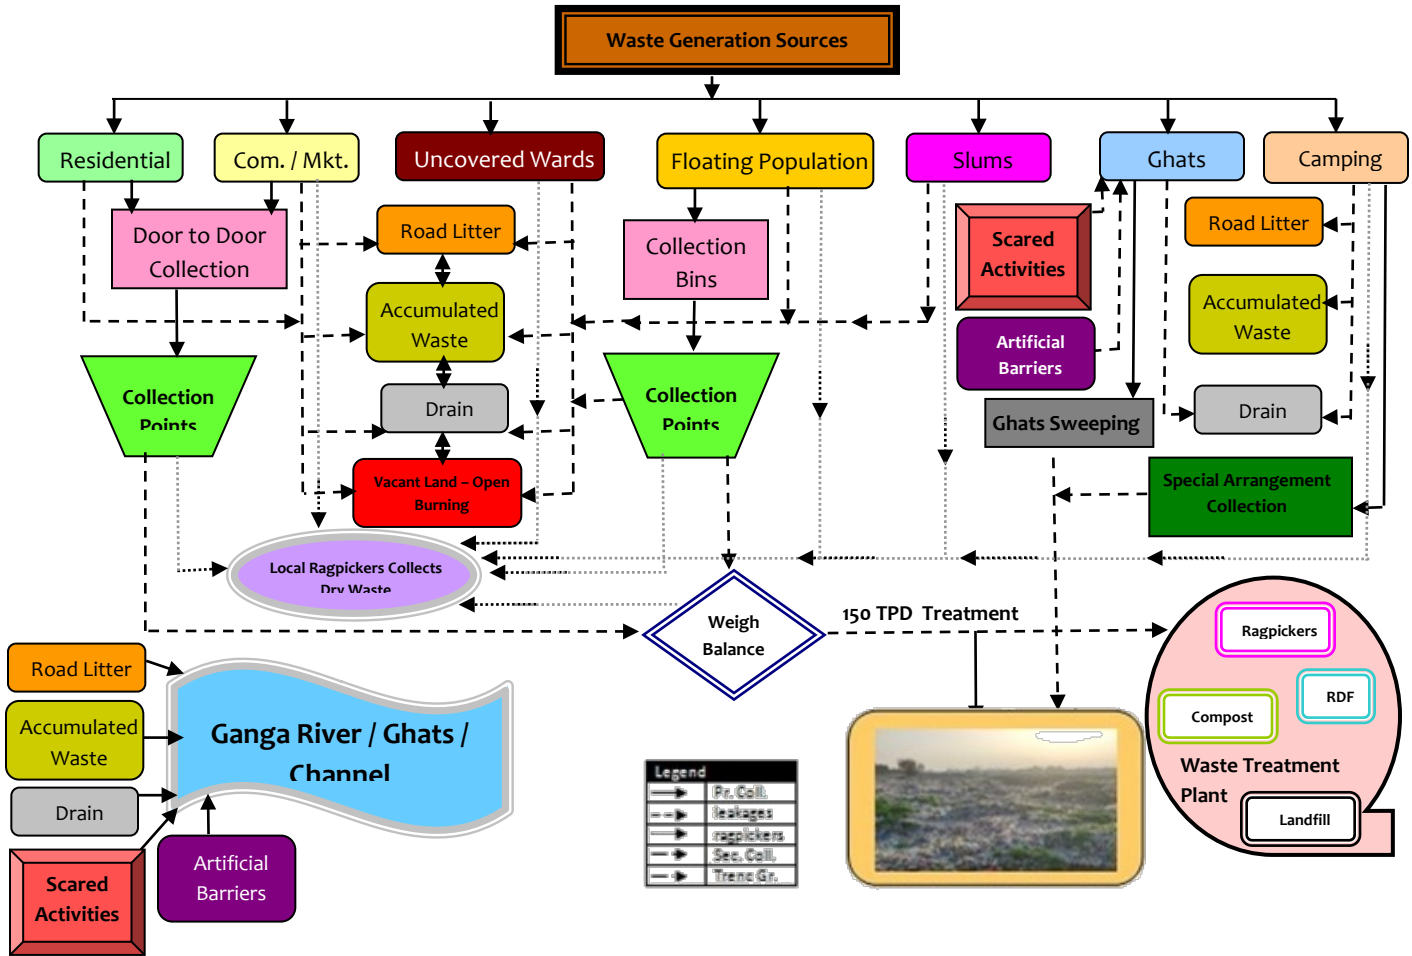 Waste Generation Sources
Residential
Com. / Mkt.
Uncovered Wards
Floating Population
Slums
Ghats
Camping
Door to Door
Collection
Road Litter
Collection
Bins
Scared
Activities
Road Litter
Accumulated
Waste
Artificial
Barriers
Accumulated
Waste
Collection
Points
Drain
Collection
Points
Ghats Sweeping
Drain
Vacant Land – Open
Burning
Special Arrangement
Collection
Local Ragpickers Collects
Dry Waste
Weigh
Balance
150 TPD Treatment
Ragpickers
RDF
Compost
Waste Treatment
Plant
Landfill
Road Litter
Accumulated
Waste
Drain
Scared
Activities
Artificial
Barriers
Ganga River / Ghats /
Channel
Legend
Pr. Coll.
leakages
ragpickers
Sec. Coll.
Trenc Gr.